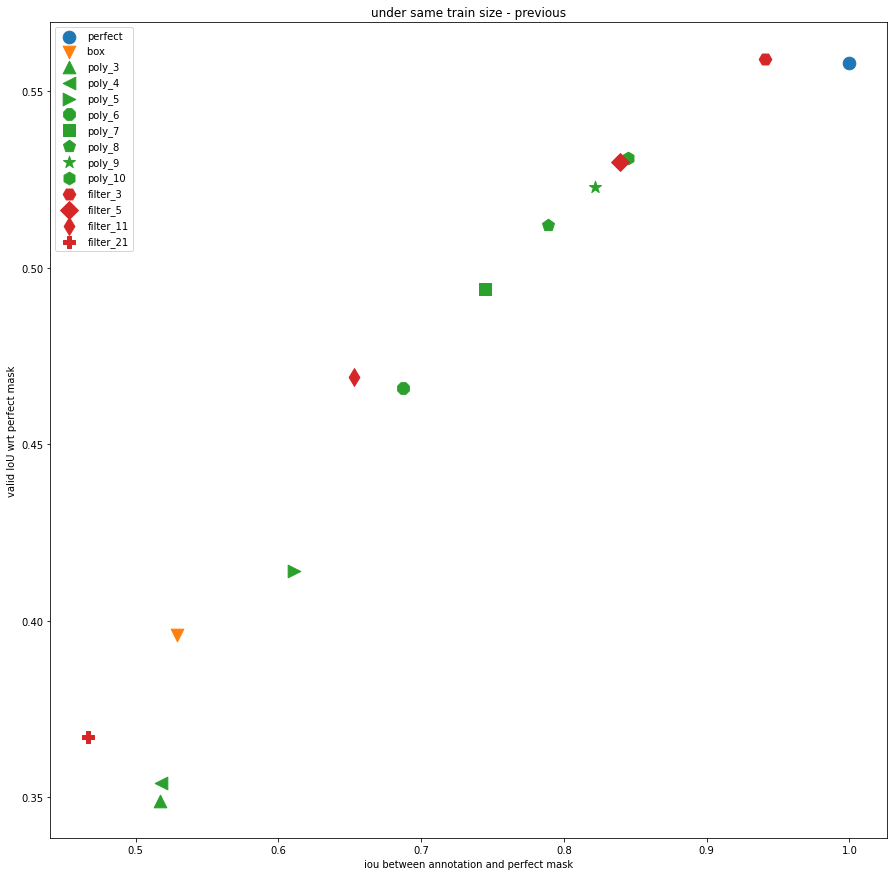 under same train size - previous
perfect
box
poly_3
poly_4
poly_5
poly_6
poly_7
poly_8
poly_9
poly_10
filter_3
filter_5
filter_11
filter_21
0.55
0.50
0.45
0.40
0.35
valid IoU wrt perfect mask
0.5 0.6 0.7 0.8 0.9 1.0
iou between annotation and perfect mask